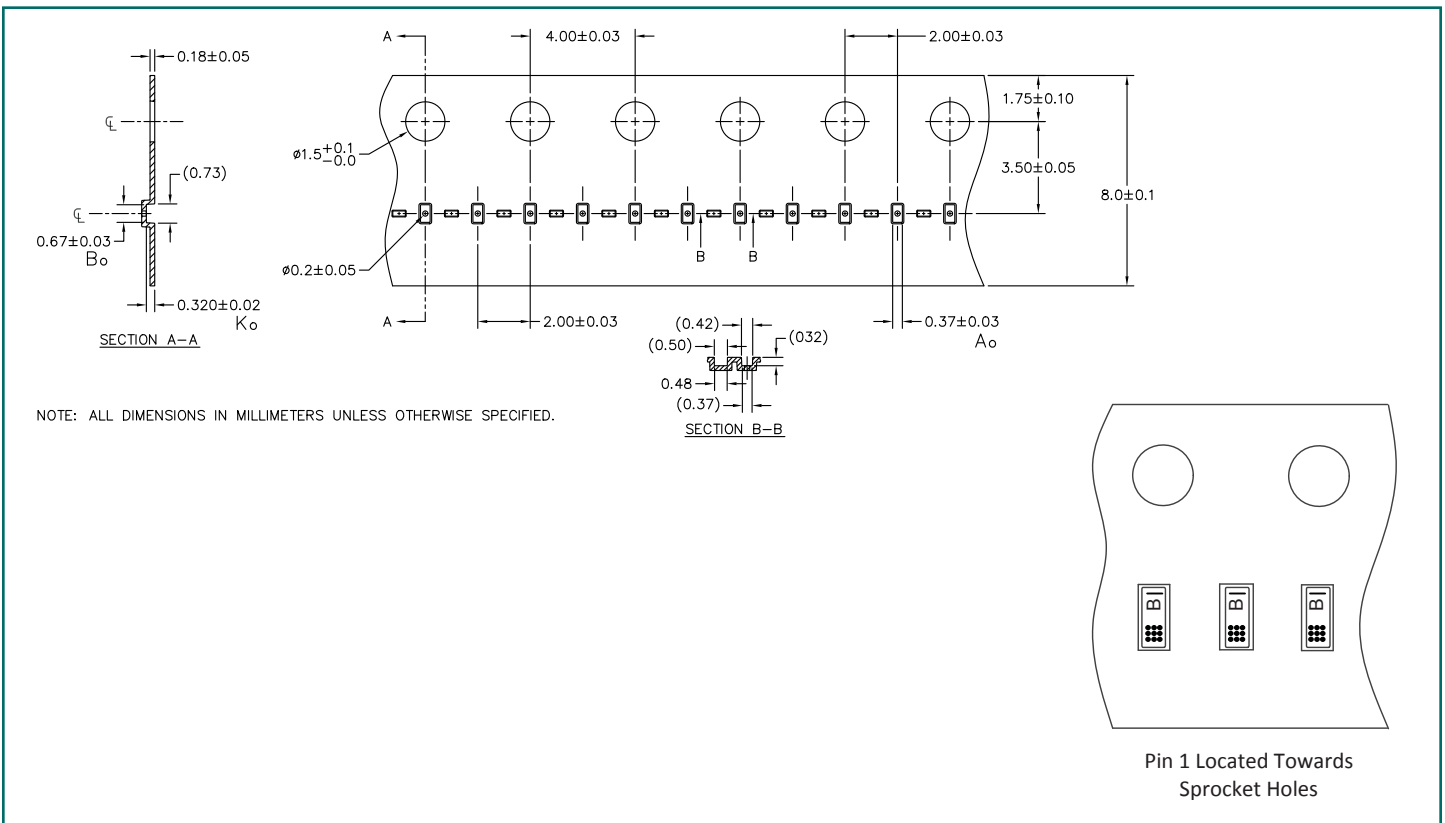 A
4.00±0.03
2.00±0.03
0.18±0.05
1.75±0.10
℄
ø1.5+0.1
-0.0
(0.73)
3.50±0.05
8.0±0.1
℄
0.67±0.03
Bo
B
B
ø0.2±0.05
0.320±0.02
Ko
A
2.00±0.03
(0.42)
(032)
0.37±0.03
Ao
SECTION A-A
(0.50)
0.48
(0.37)
NOTE: ALL DIMENSIONS IN MILLIMETERS UNLESS OTHERWISE SPECIFIED.
SECTION B-B
B
B
B
Pin 1 Located Towards
Sprocket Holes